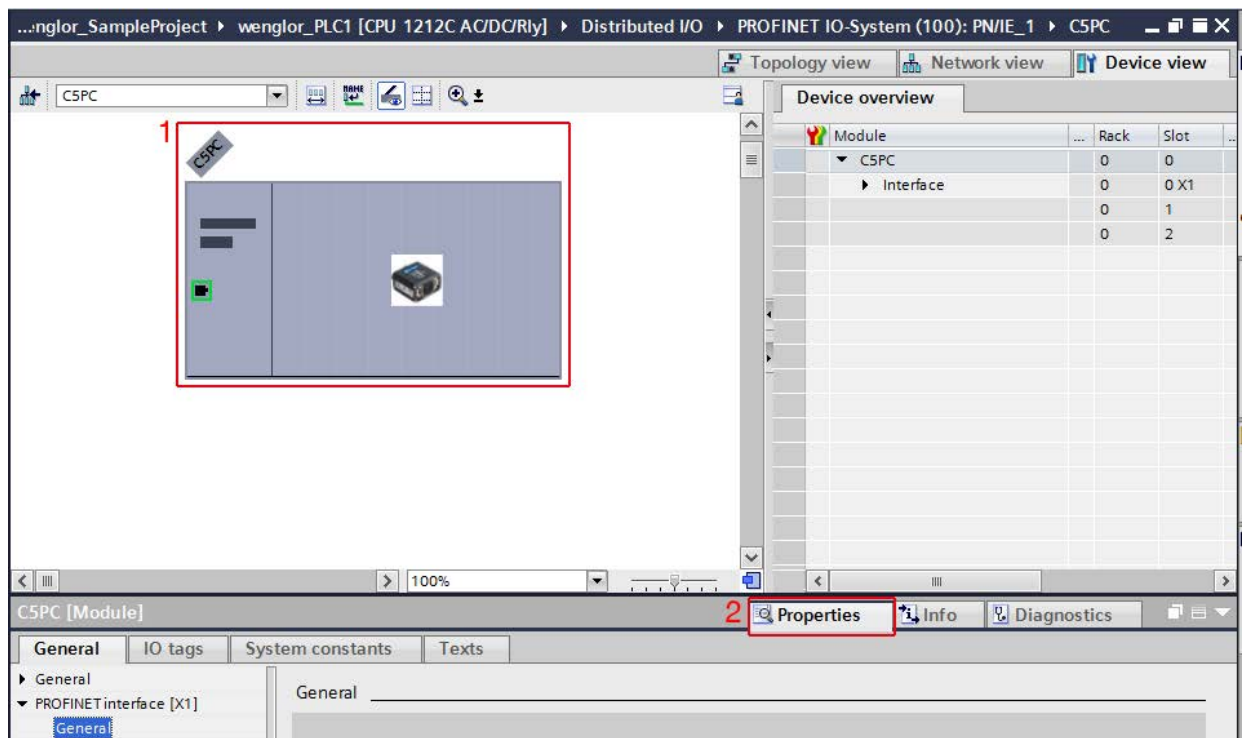 ...nglor_SampleProject ▸ wenglor_PLC1 [CPU 1212C AC/DC/Rly] ▸ Distributed I/O ▸ PROFINET IO-System (100): PN/IE_1 ▸ C5PC
Topology view Network view Device view
C5PC
NAME
Device overview
Module ... Rack Slot ...
C5PC 0 0
Interface 0 0 X1
0 1
0 2
1
C5PC
100%
C5PC [Module]
2 Properties Info Diagnostics
General IO tags System constants Texts
General
PROFINET interface [X1]
General
General